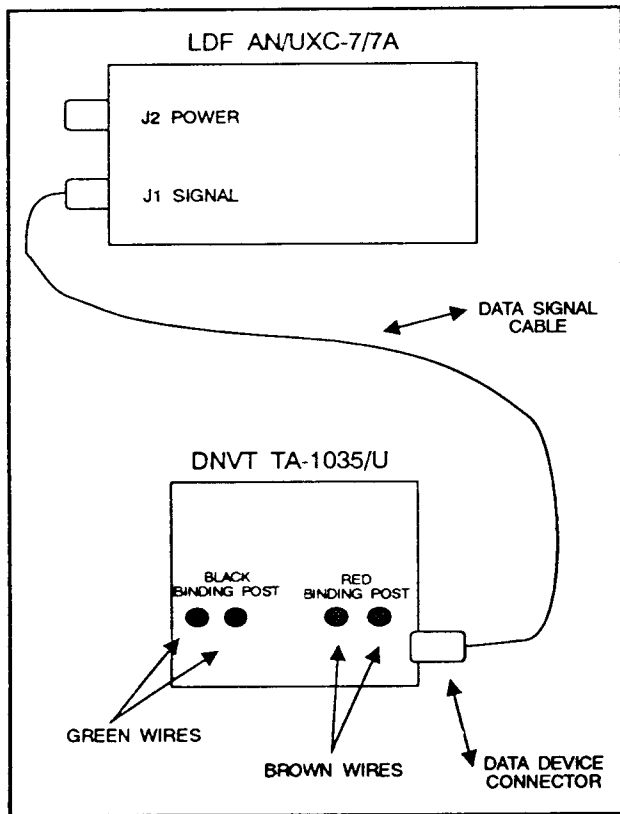 LDF AN/UXC-7/7A
J2 POWER
J1 SIGNAL
DATA SIGNAL
CABLE
DNVT TA-1035/U
BLACK
BINDING POST
RED
BINDING POST
GREEN WIRES
BROWN WIRES
DATA DEVICE
CONNECTOR